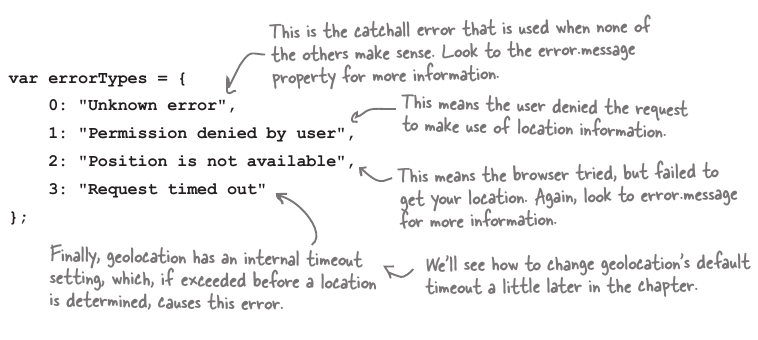 This is the catchall error that is used when none of
the others make sense. Look to the error.message
property for more information.
var errorTypes = {
0: "Unknown error",
1: "Permission denied by user",
2: "Position is not available",
3: "Request timed out"
};
This means the user denied the request
to make use of location information.
This means the browser tried, but failed to
get your location. Again, look to error.message
for more information.
Finally, geolocation has an internal timeout
setting, which, if exceeded before a location
is determined, causes this error.
We'll see how to change geolocation's default
timeout a little later in the chapter.